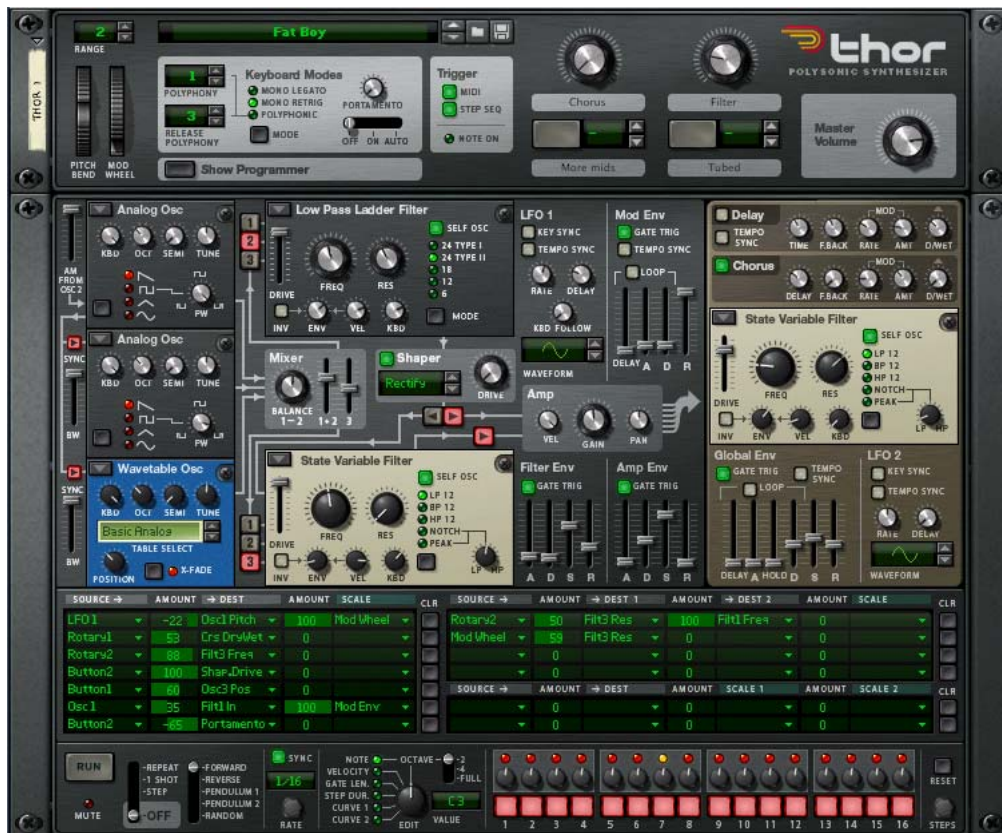 2
RANGE
Fat Boy
thor
POLYSONIC SYNTHESIZER
THOR 1
1
POLYPHONY
3
RELEASE POLYPHONY
Keyboard Modes
MONO LEGATO
MONO RETRIG
POLYPHONIC
MODE
PORTAMENTO
OFF ON AUTO
Trigger
MIDI
STEP SEQ
NOTE ON
Chorus
Filter
More mids
Tubed
Master Volume
PITCH BEND
MOD WHEEL
Show Programmer
AM FROM OSC 2
Analog Osc
KBD OCT SEMI TUNE
PW
SYNC
BW
Analog Osc
KBD OCT SEMI TUNE
PW
SYNC
BW
Wavetable Osc
KBD OCT SEMI TUNE
Basic Analog
TABLE SELECT
POSITION
X-FADE
1
2
3
Low Pass Ladder Filter
DRIVE
FREQ
RES
SELF OSC
24 TYPE I
24 TYPE II
18
12
6
INV ENV VEL KBD
MODE
Mixer
BALANCE
1-2
1+2 3
Shaper
Rectify
DRIVE
1
2
3
State Variable Filter
DRIVE
FREQ
RES
SELF OSC
LP 12
BP 12
HP 12
NOTCH
PEAK
INV ENV VEL KBD
LP HP
LFO 1
KEY SYNC
TEMPO SYNC
RATE DELAY
KBD FOLLOW
WAVEFORM
Mod Env
GATE TRIG
TEMPO SYNC
LOOP
DELAY A D R
Amp
VEL GAIN PAN
Filter Env
GATE TRIG
A D S R
Amp Env
GATE TRIG
A D S R
Delay
TEMPO SYNC
MOD
TIME F.BACK RATE AMT D/WET
Chorus
MOD
DELAY F.BACK RATE AMT D/WET
State Variable Filter
DRIVE
FREQ
RES
SELF OSC
LP 12
BP 12
HP 12
NOTCH
PEAK
INV ENV VEL KBD
LP HP
Global Env
GATE TRIG
TEMPO SYNC
LOOP
DELAY A HOLD D S R
LFO 2
KEY SYNC
TEMPO SYNC
RATE DELAY
WAVEFORM
SOURCE AMOUNT DEST AMOUNT SCALE CLR
LFO 1 -22 Osc1 Pitch 100 Mod Wheel
Rotary1 53 Crs DryWet 0
Rotary2 88 Filt3 Freq 0
Button2 100 Shap.Drive 0
Button1 60 Osc3 Pos 0
Osc 1 35 Filt1 In 100 Mod Env
Button2 -65 Portamento 0
SOURCE AMOUNT DEST 1 AMOUNT DEST 2 AMOUNT SCALE CLR
Rotary2 50 Filt3 Res 100 Filt1 Freq 0
Mod Wheel 59 Filt3 Res 0 0
0 0 0
0 0 0
SOURCE AMOUNT DEST AMOUNT SCALE 1 AMOUNT SCALE 2 CLR
0 0 0
0 0 0
RUN
MUTE
-REPEAT
-1 SHOT
-STEP
-OFF
-FORWARD
-REVERSE
-PENDULUM 1
-PENDULUM 2
-RANDOM
SYNC
1/16
RATE
NOTE
VELOCITY
GATE LEN.
STEP DUR.
CURVE 1
CURVE 2
EDIT
OCTAVE
-2
-4
-FULL
C 3
VALUE
1 2 3 4 5 6 7 8 9 10 11 12 13 14 15 16
RESET
STEPS